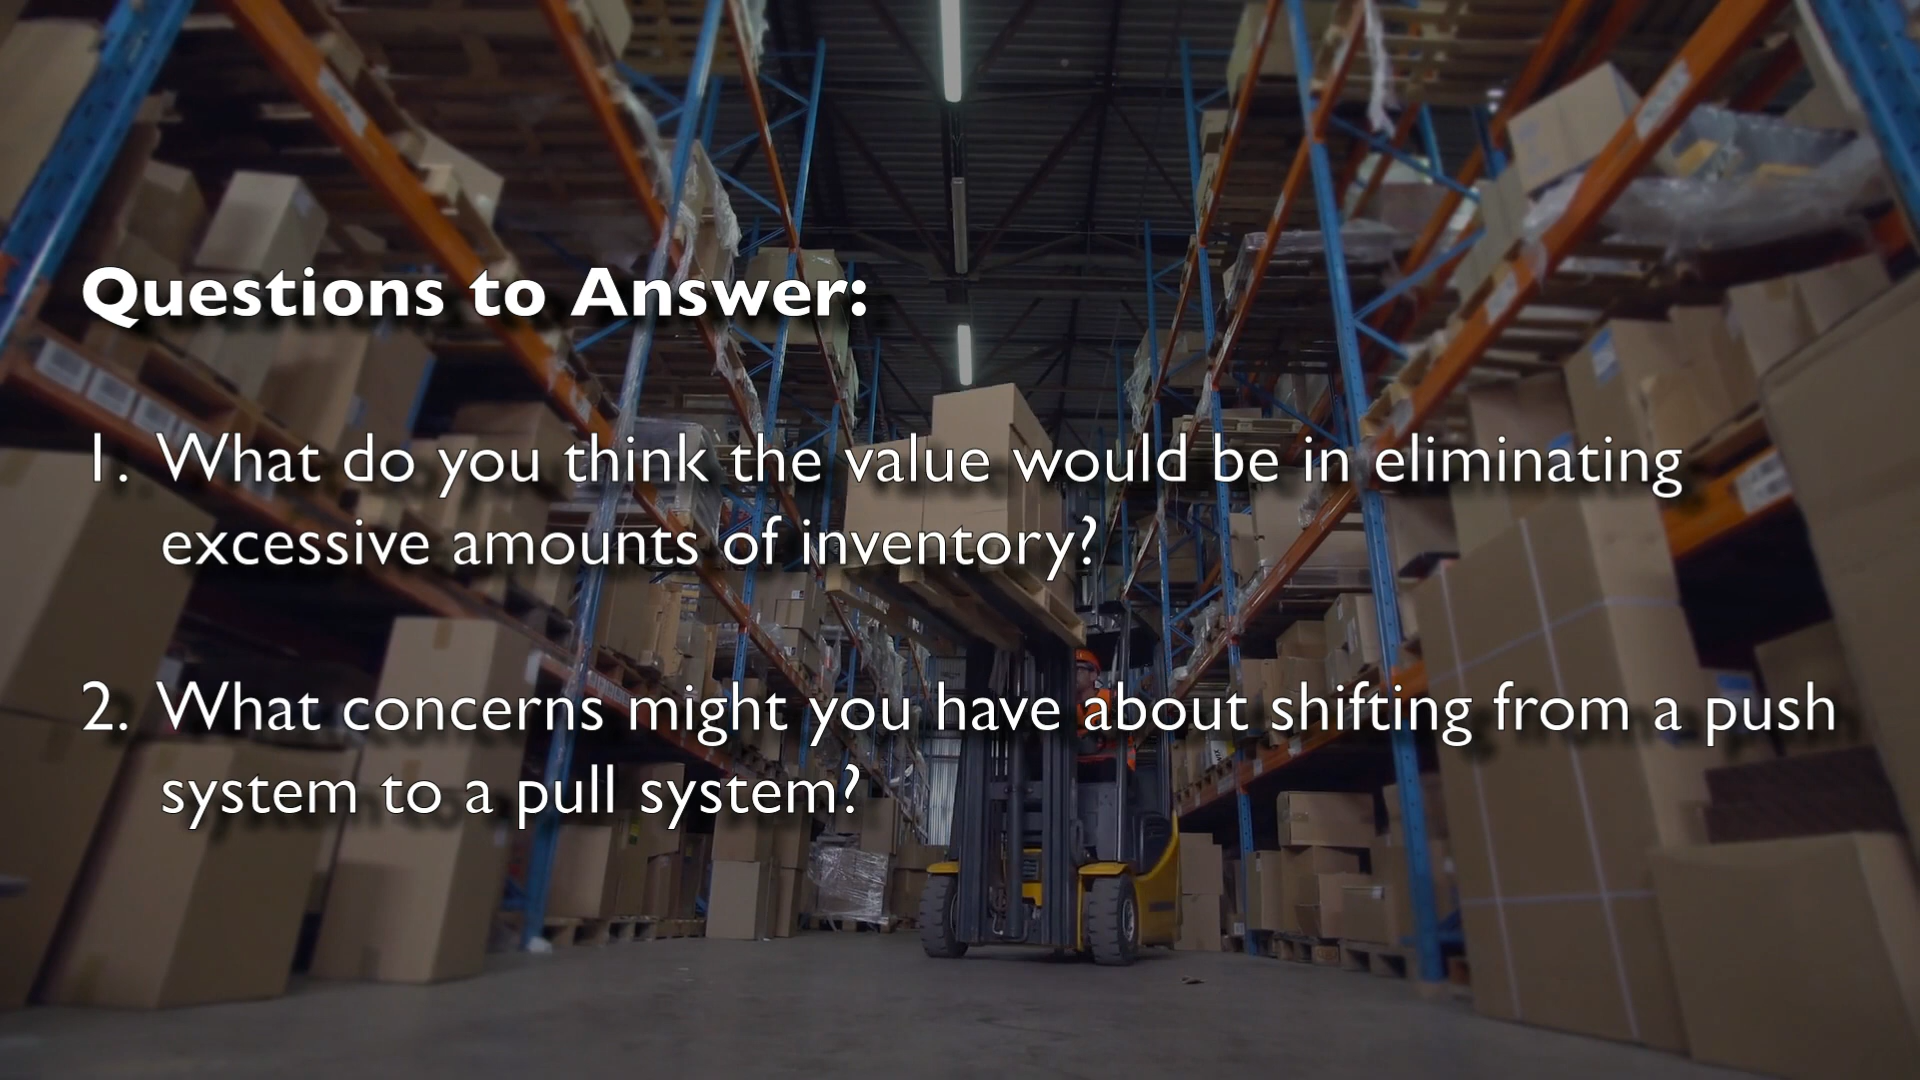 Questions to Answer:
1. What do you think the value would be in eliminating
excessive amounts of inventory?
2. What concerns might you have about shifting from a push
system to a pull system?